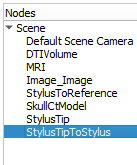 Nodes
Scene
Default Scene Camera
DTIVolume
MRI
Image_Image
StylusToReference
SkullCtModel
StylusTip
StylusTipToStylus